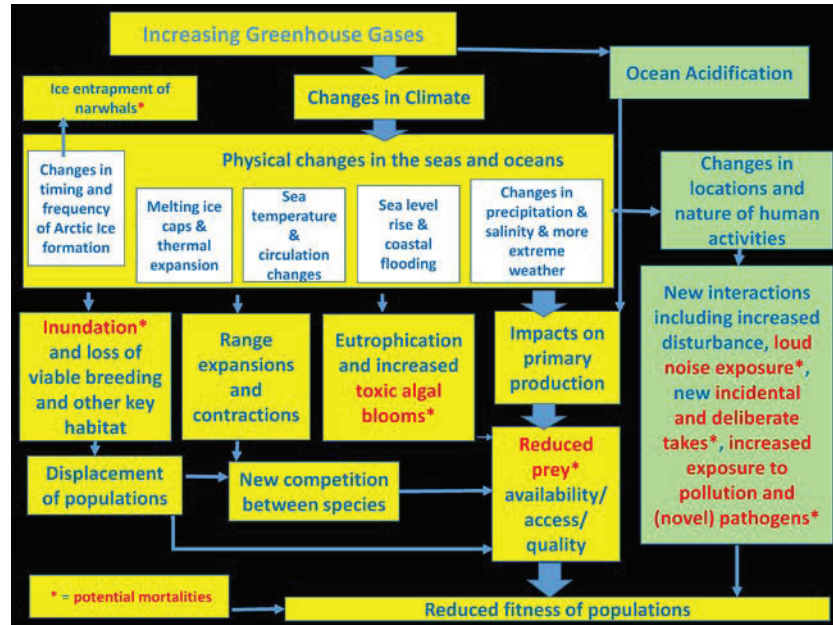 Increasing Greenhouse Gases
Ocean Acidification
Ice entrapment of
narwhals*
Changes in Climate
Physical changes in the seas and oceans
Changes in
timing and
frequency
of Arctic Ice
formation
Melting ice
caps & thermal
expansion
Sea
temperature
&
circulation
changes
Sea level
rise &
coastal
flooding
Changes in
precipitation &
salinity & more
extreme
weather
Changes in
locations and
nature of human
activities
Inundation*
and loss of
viable breeding
and other key
habitat
Range
expansions
and
contractions
Eutrophication
and increased
toxic algal
blooms*
Impacts on
primary
production
New interactions
including increased
disturbance, loud
noise exposure*,
new incidental
and deliberate
takes*, increased
exposure to
pollution and
(novel) pathogens*
Displacement
of populations
New competition
between species
Reduced
prey*
availability/
access/
quality
* = potential mortalities
Reduced fitness of populations